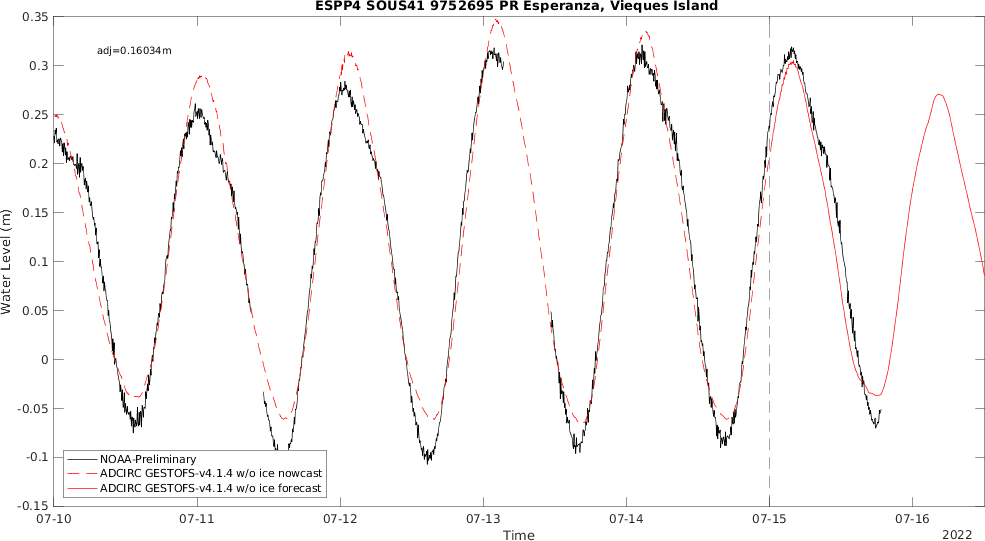 ESPP4 SOUS41 9752695 PR Esperanza, Vieques Island
adj=0.16034m
Water Level (m)
0.35
0.3
0.25
0.2
0.15
0.1
0.05
0
-0.05
-0.1
-0.15
NOAA-Preliminary
ADCIRC GESTOFS-v4.1.4 w/o ice nowcast
ADCIRC GESTOFS-v4.1.4 w/o ice forecast
07-10 07-11 07-12 07-13 07-14 07-15 07-16
Time
2022